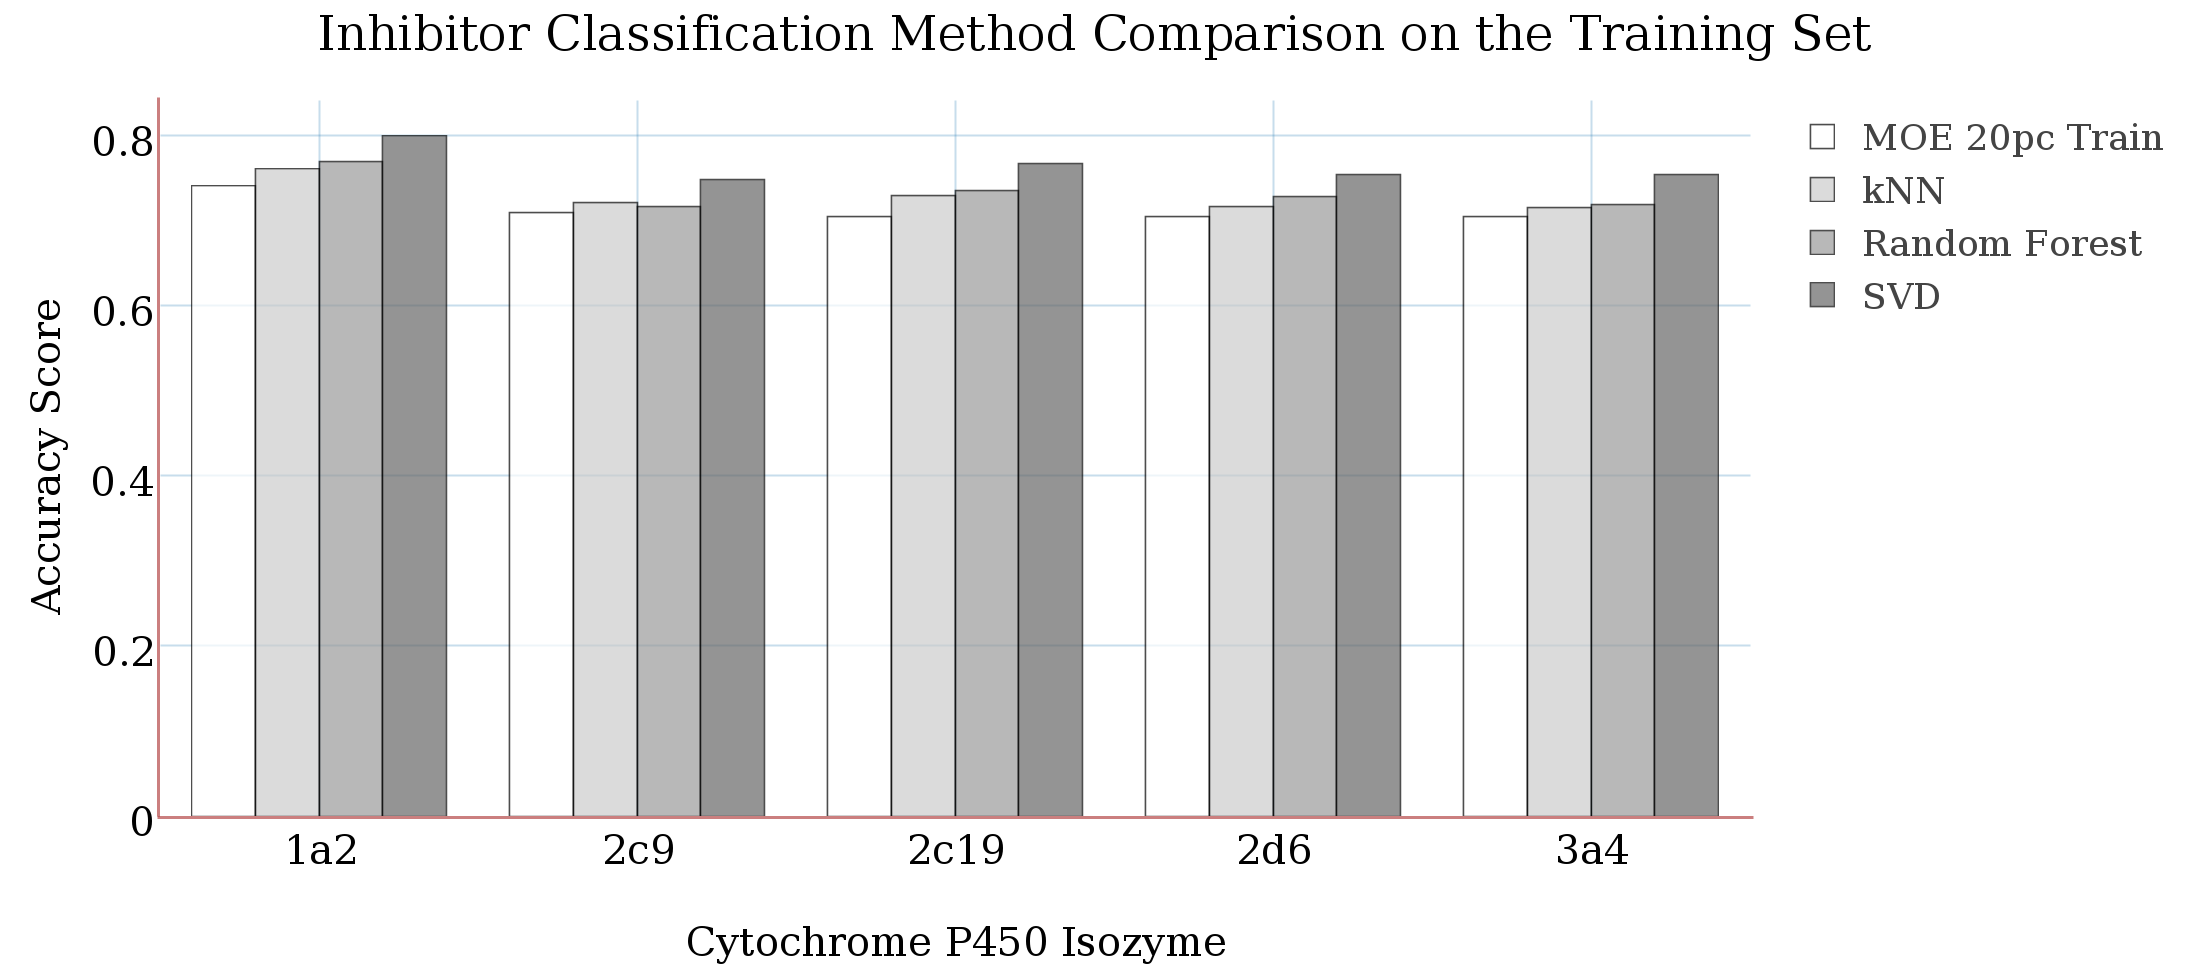 Inhibitor Classification Method Comparison on the Training Set
0.8
0.6
0.4
0.2
0
Accuracy Score
1a2 2c9 2c19 2d6 3a4
Cytochrome P450 Isozyme
MOE 20pc Train
kNN
Random Forest
SVD